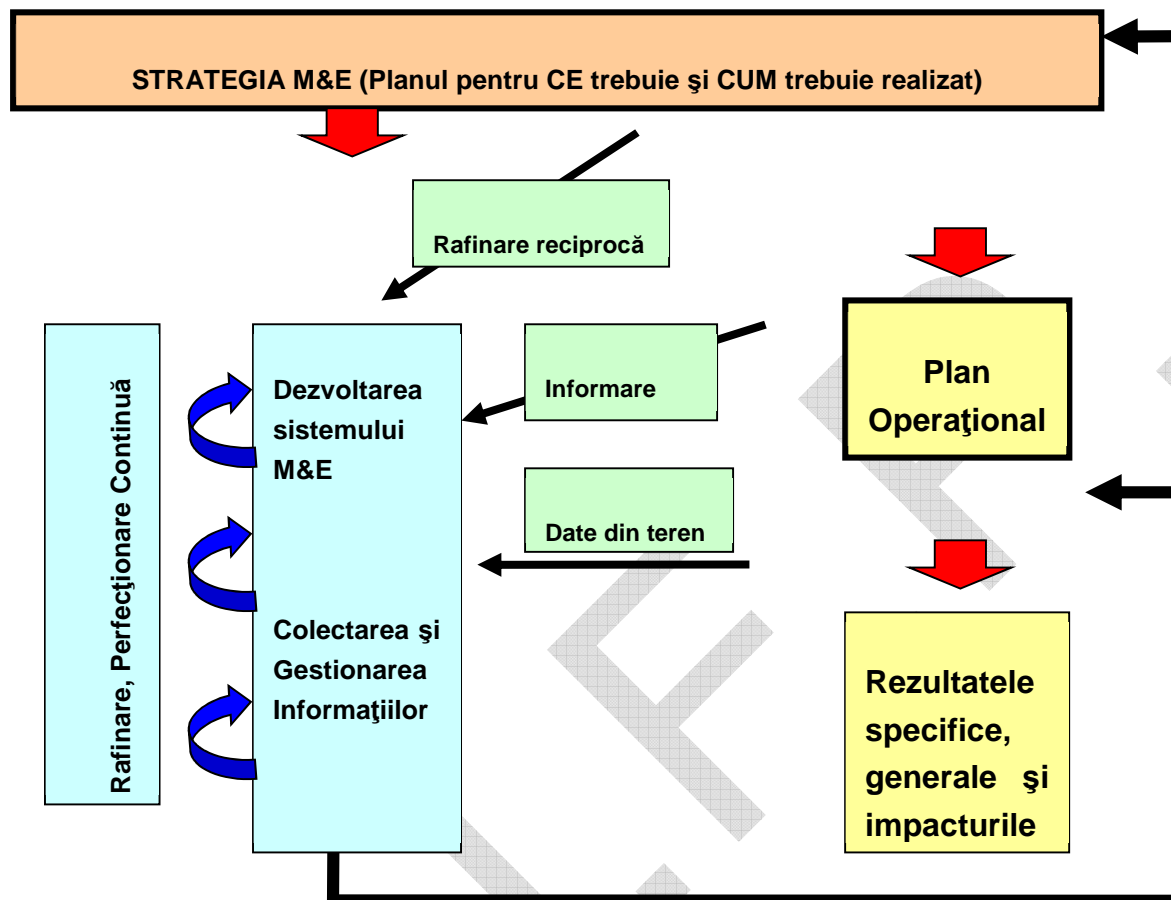 STRATEGIA M&E (Planul pentru CE trebuie şi CUM trebuie realizat)
Rafinare reciprocă
Rafinare, Perfecţionare Continuă
Dezvoltarea
sistemului
M&E
Colectarea şi
Gestionarea
Informaţiilor
Informare
Date din teren
Plan
Operaţional
Rezultatele
specifice,
generale şi
impacturile